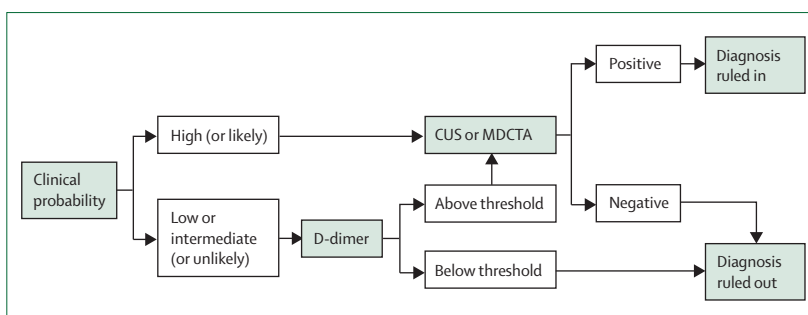 Clinical
probability
High (or likely)
Low or
intermediate
(or unlikely)
D-dimer
CUS or MDCTA
Above threshold
Below threshold
Positive
Negative
Diagnosis
ruled in
Diagnosis
ruled out